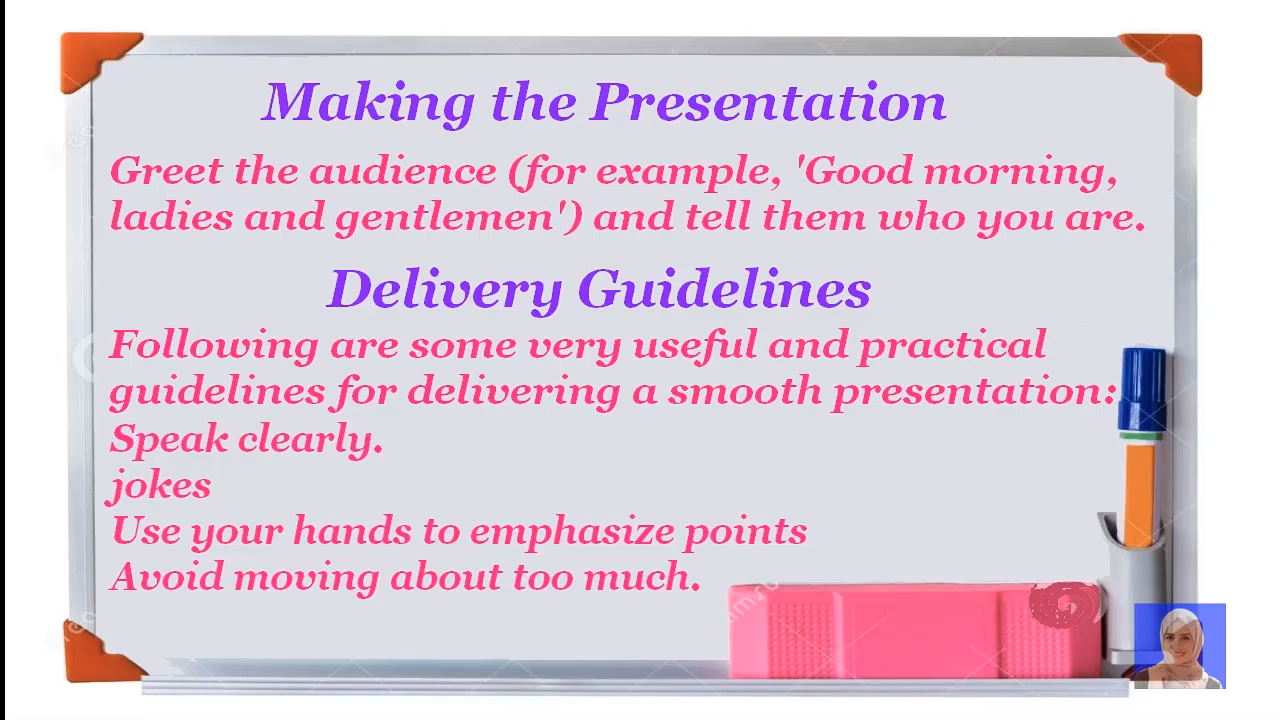 Making the Presentation
Greet the audience (for example, 'Good morning,
ladies and gentlemen') and tell them who you are.
Delivery Guidelines
Following are some very useful and practical
guidelines for delivering a smooth presentation:
Speak clearly.
jokes
Use your hands to emphasize points
Avoid moving about too much.